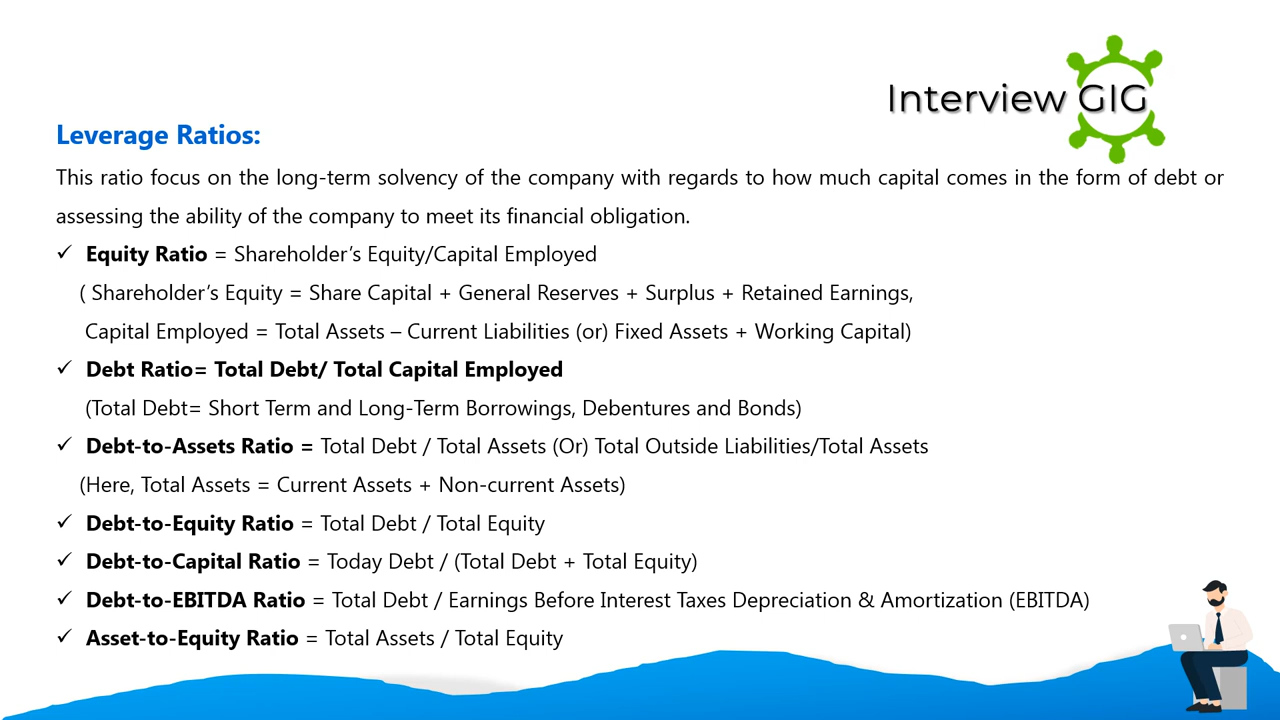 Interview GIG
Leverage Ratios:
This ratio focus on the long-term solvency of the company with regards to how much capital comes in the form of debt or
assessing the ability of the company to meet its financial obligation.
✓ Equity Ratio = Shareholder’s Equity/Capital Employed
( Shareholder’s Equity = Share Capital + General Reserves + Surplus + Retained Earnings,
Capital Employed = Total Assets – Current Liabilities (or) Fixed Assets + Working Capital)
✓ Debt Ratio= Total Debt/ Total Capital Employed
(Total Debt= Short Term and Long-Term Borrowings, Debentures and Bonds)
✓ Debt-to-Assets Ratio = Total Debt / Total Assets (Or) Total Outside Liabilities/Total Assets
(Here, Total Assets = Current Assets + Non-current Assets)
✓ Debt-to-Equity Ratio = Total Debt / Total Equity
✓ Debt-to-Capital Ratio = Today Debt / (Total Debt + Total Equity)
✓ Debt-to-EBITDA Ratio = Total Debt / Earnings Before Interest Taxes Depreciation & Amortization (EBITDA)
✓ Asset-to-Equity Ratio = Total Assets / Total Equity